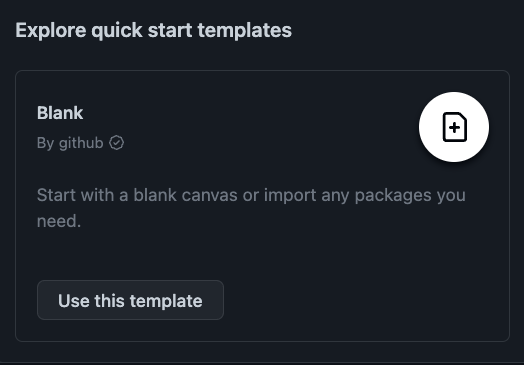 Explore quick start templates
Blank
By github
Start with a blank canvas or import any packages you
need.
Use this template